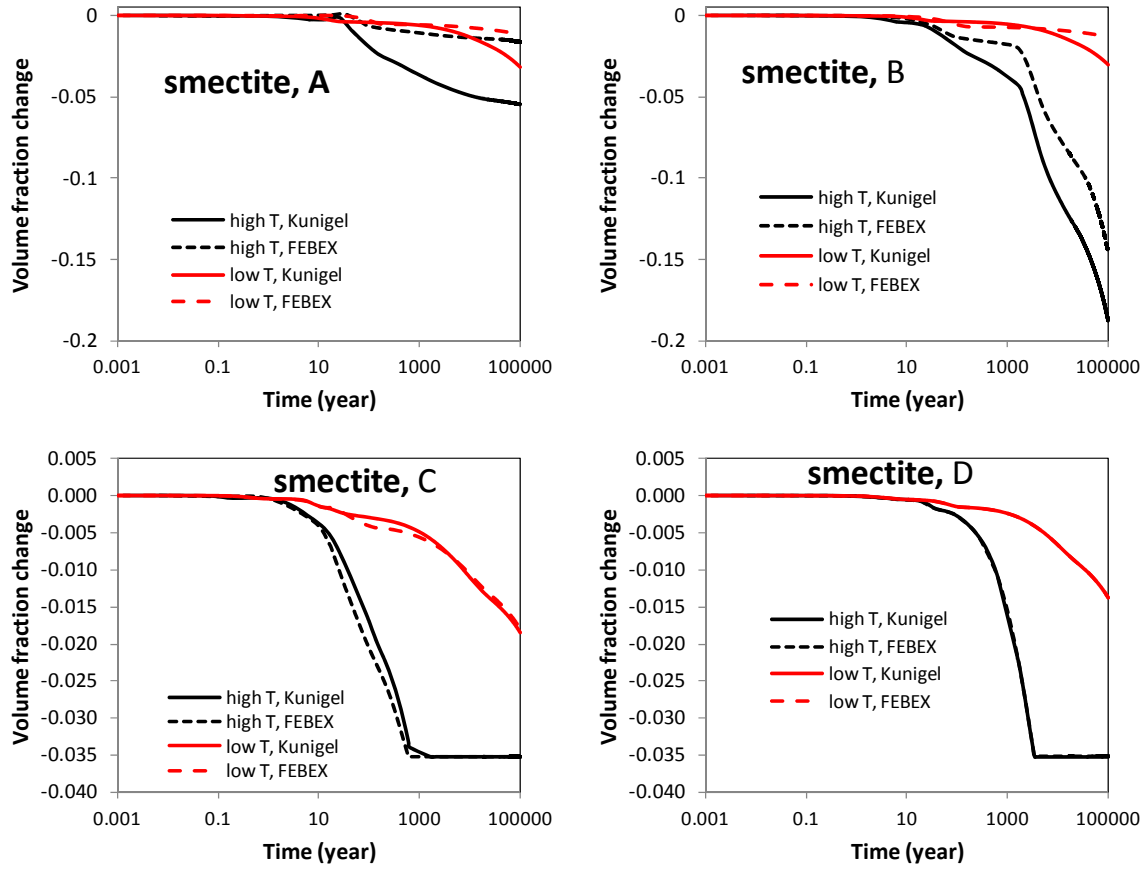 0
-0.05
-0.1
-0.15
-0.2
0.001
0.1
10
1000
100000
Volume fraction change
Time (year)
smectite, A
high T, Kunigel
high T, FEBEX
low T, Kunigel
low T, FEBEX
0
-0.05
-0.1
-0.15
-0.2
0.001
0.1
10
1000
100000
Volume fraction change
Time (year)
smectite, B
high T, Kunigel
high T, FEBEX
low T, Kunigel
low T, FEBEX
0.005
0.000
-0.005
-0.010
-0.015
-0.020
-0.025
-0.030
-0.035
-0.040
0.001
0.1
10
1000
100000
Volume fraction change
Time (year)
smectite, C
high T, Kunigel
high T, FEBEX
low T, Kunigel
low T, FEBEX
0.005
0.000
-0.005
-0.010
-0.015
-0.020
-0.025
-0.030
-0.035
-0.040
0.001
0.1
10
1000
100000
Volume fraction change
Time (year)
smectite, D
high T, Kunigel
high T, FEBEX
low T, Kunigel
low T, FEBEX